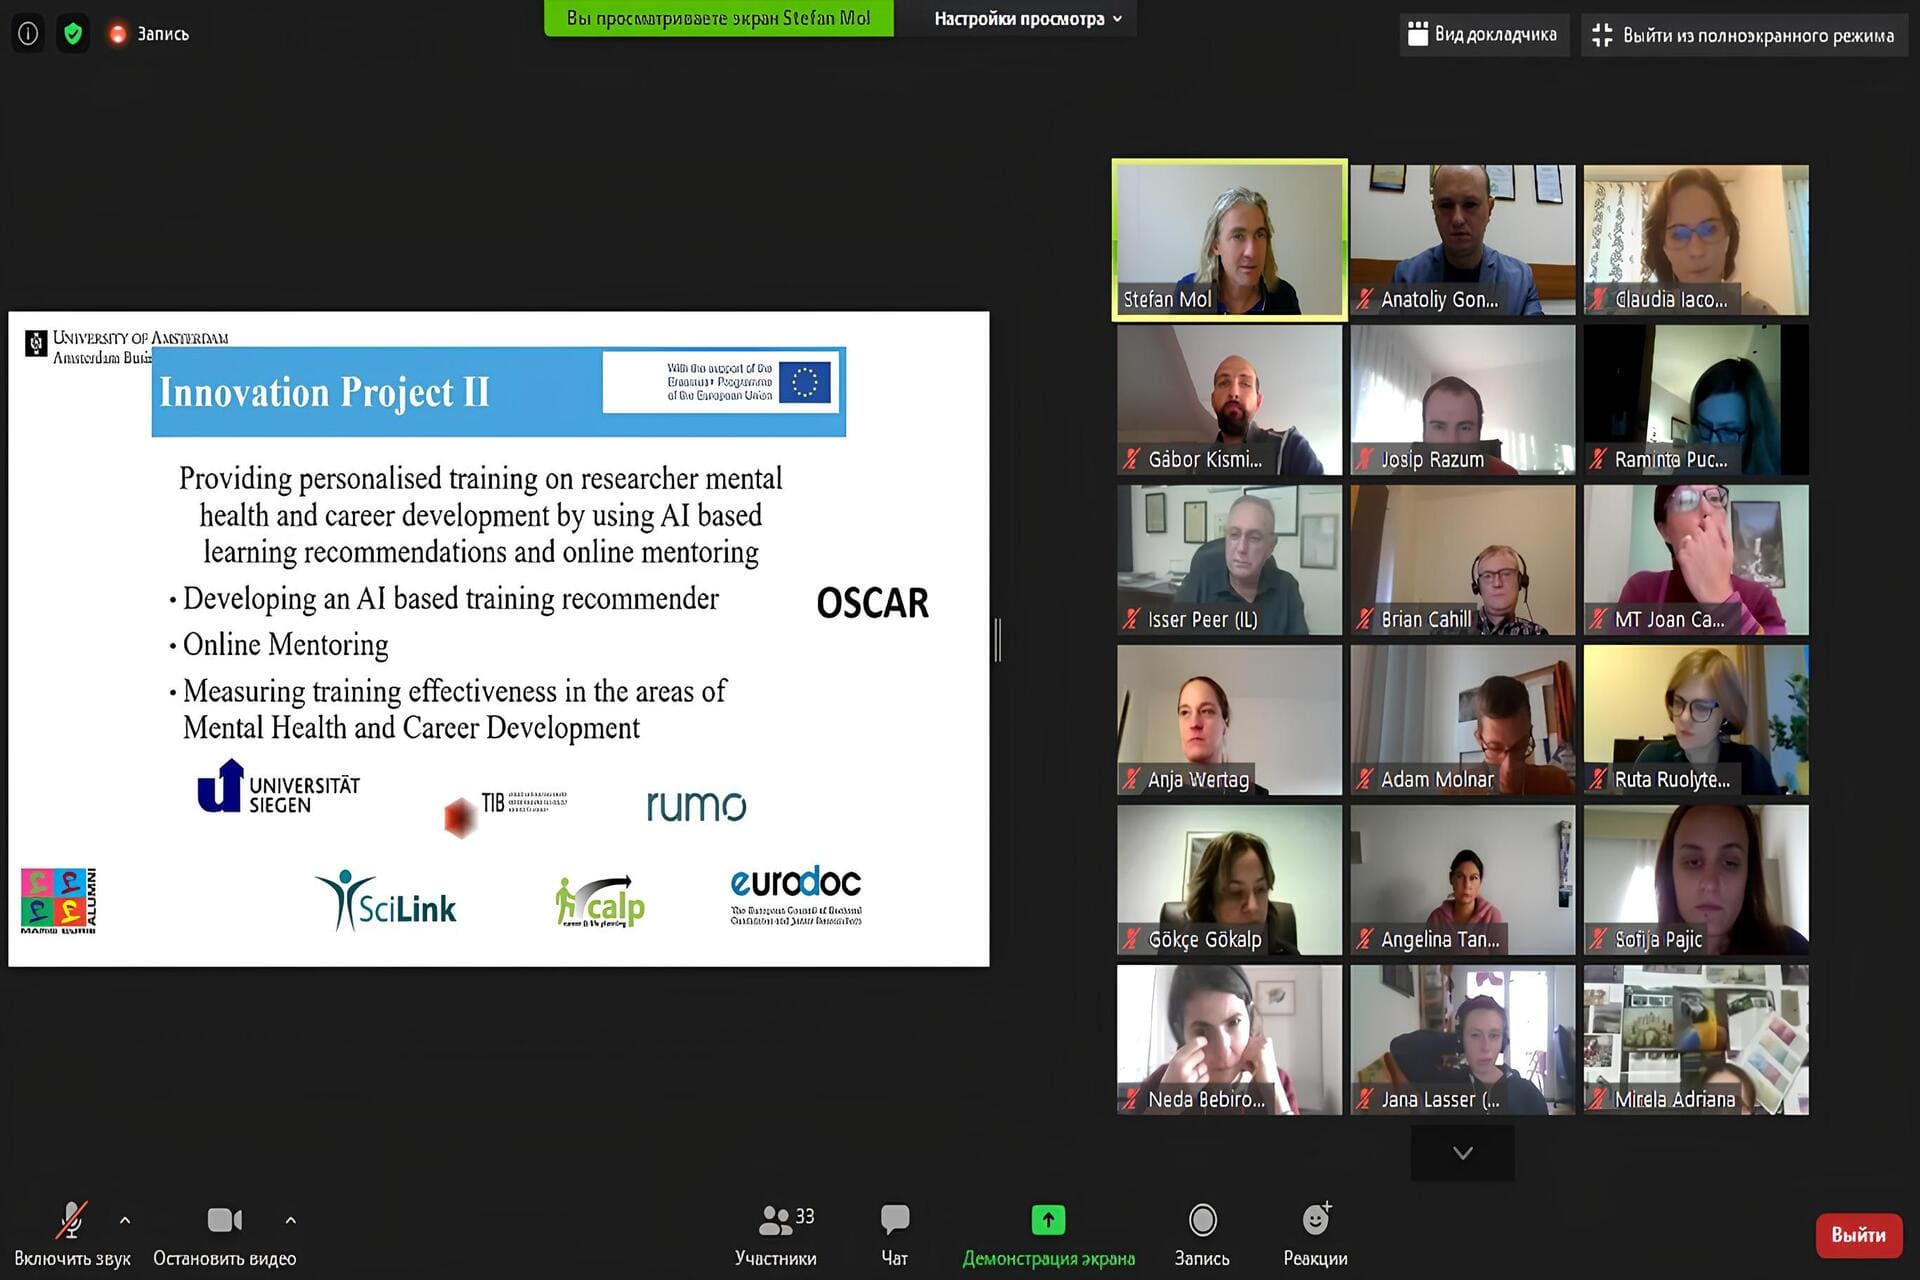 Запись
Вы просматриваете экран Stefan Mol
Настройки просмотра
Вид докладчика
Выйти из полноэкранного режима
UNIVERSITY OF AMSTERDAM
Amsterdam Busi
Innovation Project II
With the support of the
Erasmus+ Programme
of the European Union
Providing personalised training on researcher mental
health and career development by using AI based
learning recommendations and online mentoring
• Developing an AI based training recommender
• Online Mentoring
• Measuring training effectiveness in the areas of
Mental Health and Career Development
OSCAR
UNIVERSITÄT
SIEGEN
TIB
rumo
ALUMNI
MARIE CURIE
SciLink
calp
eurodoc
The European Council of Doctoral
Candidates and Junior Researchers
Stefan Mol
Anatoliy Gon...
Claudia Iaco...
Gábor Kismi...
Josip Razum
Raminta Puc...
Isser Peer (IL)
Brian Cahill
MT Joan Ca...
Anja Wertag
Adam Molnar
Ruta Ruolyte...
Gökçe Gökalp
Angelina Tan...
Sofija Pajic
Neda Bebiro...
Jana Lasser (...
Mirela Adriana
Включить звук
Остановить видео
33
Участники
Чат
Демонстрация экрана
Запись
Реакции
Выйти